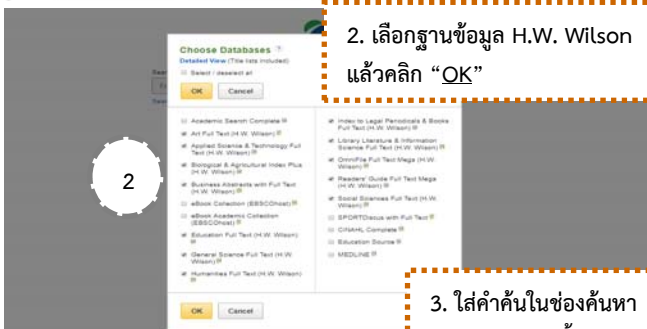 2. เลือกฐานข้อมูล H.W. Wilson
แล้วคลิก “OK”
Choose Databases
Detailed View (Title lists included)
Select / deselect all
OK Cancel
Academic Search Complete
Art Full Text (H.W. Wilson)
Applied Science & Technology Full
Text (H.W. Wilson)
Biological & Agricultural Index Plus
(H.W. Wilson)
Business Abstracts with Full Text
(H.W. Wilson)
eBook Collection (EBSCOhost)
eBook Academic Collection
(EBSCOhost)
Education Full Text (H.W. Wilson)
General Science Full Text (H.W.
Wilson)
Humanities Full Text (H.W. Wilson)
Index to Legal Periodicals & Books
Full Text (H.W. Wilson)
Library Literature & Information
Science Full Text (H.W. Wilson)
OmniFile Full Text Mega (H.W.
Wilson)
Readers' Guide Full Text Mega
(H.W. Wilson)
Social Sciences Full Text (H.W.
Wilson)
SPORTDiscus with Full Text
CINAHL Complete
Education Source
MEDLINE
2
OK Cancel
3. ใส่คำค้นในช่องค้นหา